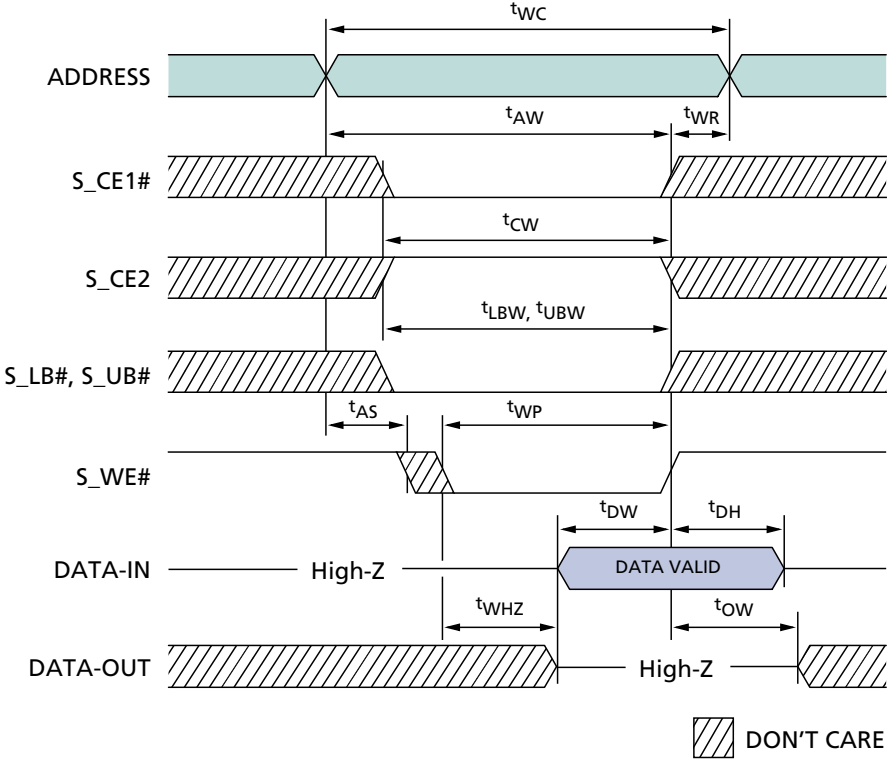 tWC
ADDRESS
tAW
tWR
S_CE1#
tCW
S_CE2
tLBW, tUBW
S_LB#, S_UB#
tAS
tWP
S_WE#
tDW
tDH
DATA-IN
High-Z
DATA VALID
tWHZ
tOW
DATA-OUT
High-Z
DON'T CARE